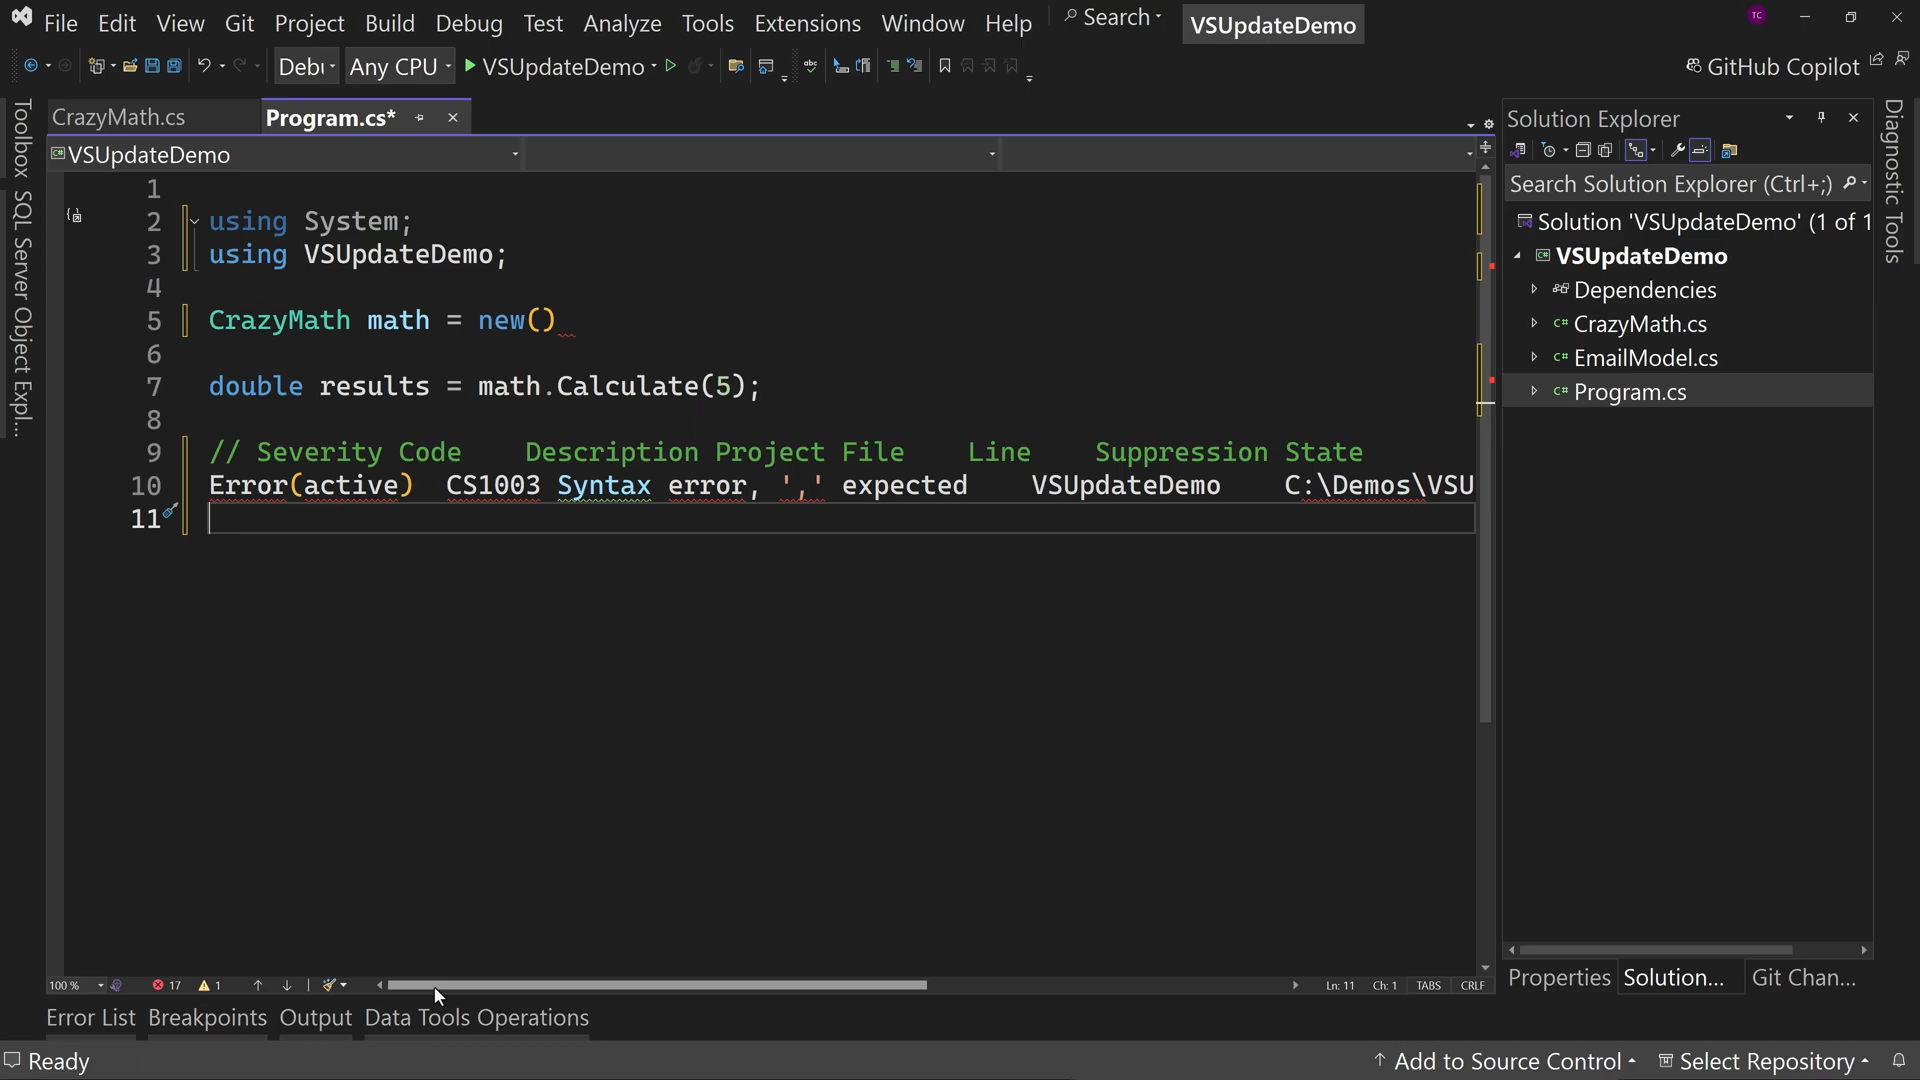 File Edit View Git Project Build Debug Test Analyze Tools Extensions Window Help Search VSUpdateDemo TC
Debu Any CPU VSUpdateDemo abc GitHub Copilot
CrazyMath.cs Program.cs*
VSUpdateDemo
1
2 using System;
3 using VSUpdateDemo;
4
5 CrazyMath math = new()
6
7 double results = math.Calculate(5);
8
9 // Severity Code Description Project File Line Suppression State
10 Error(active) CS1003 Syntax error, ',' expected VSUpdateDemo C:\Demos\VSU
11
100 % 17 1 Ln: 11 Ch: 1 TABS CRLF
Toolbox
SQL Server Object Expl...
Solution Explorer
Search Solution Explorer (Ctrl+;)
Solution 'VSUpdateDemo' (1 of 1
C# VSUpdateDemo
Dependencies
C# CrazyMath.cs
C# EmailModel.cs
C# Program.cs
Properties Solution... Git Chan...
Diagnostic Tools
Error List Breakpoints Output Data Tools Operations
Ready Add to Source Control Select Repository